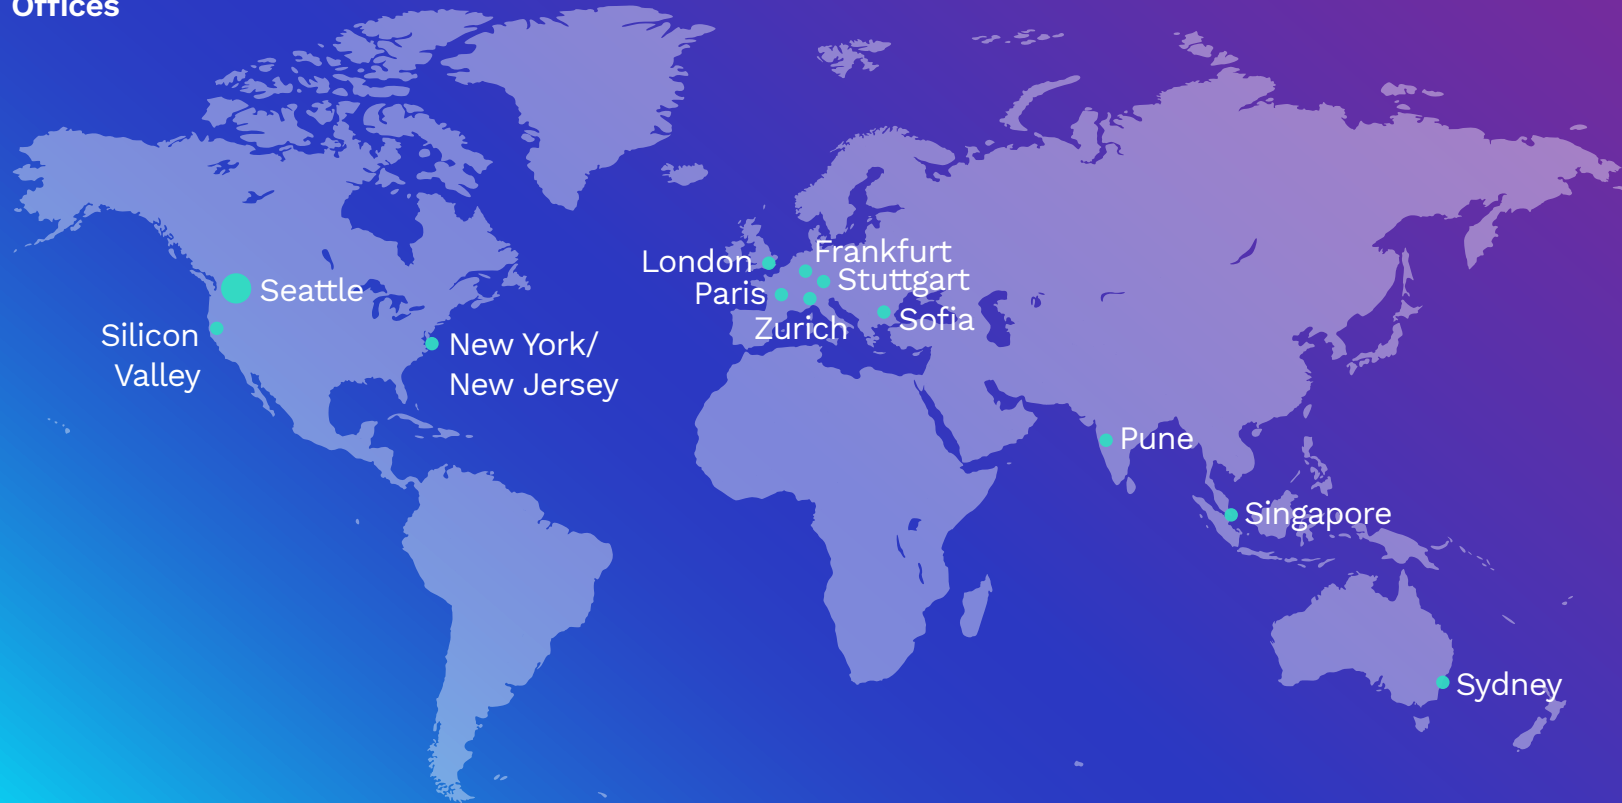 Offices
London
Frankfurt
Stuttgart
Paris
Seattle
Sofia
Zurich
Silicon
Valley
New York/
New Jersey
Pune
Singapore
Sydney